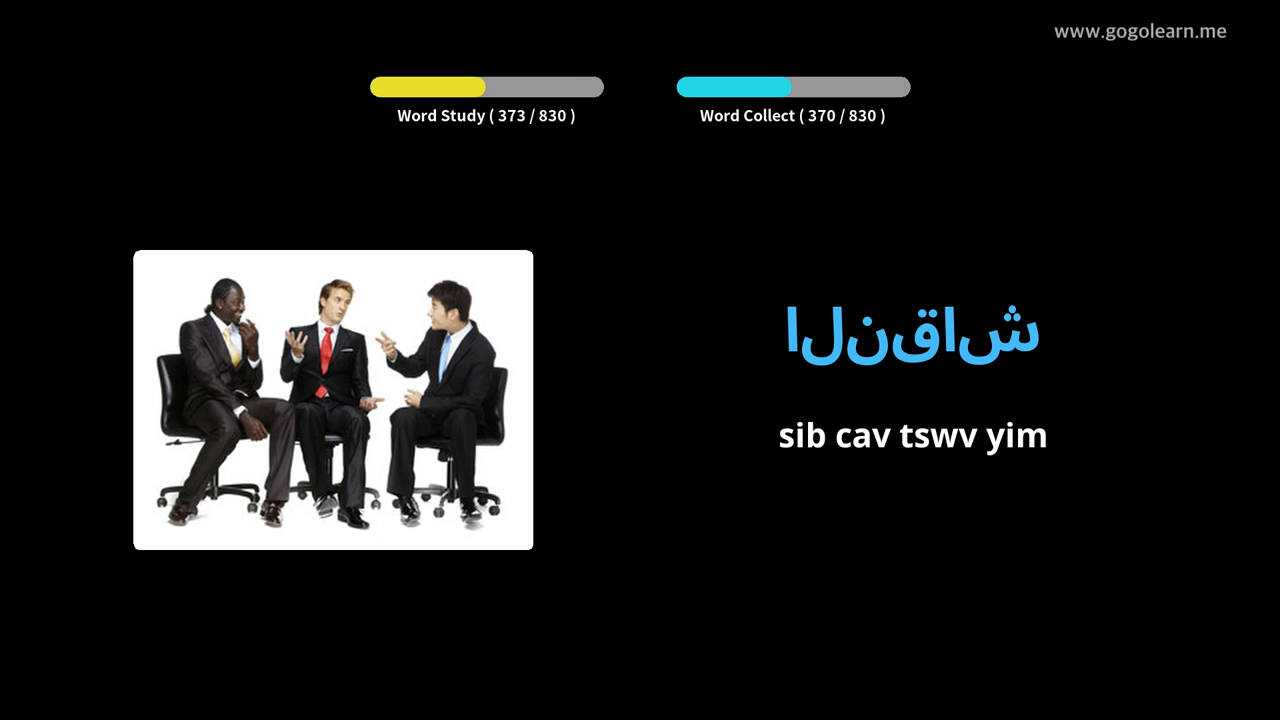 www.gogolearn.me
Word Study ( 373 / 830 )
Word Collect ( 370 / 830 )
النقاش
sib cav tswv yim